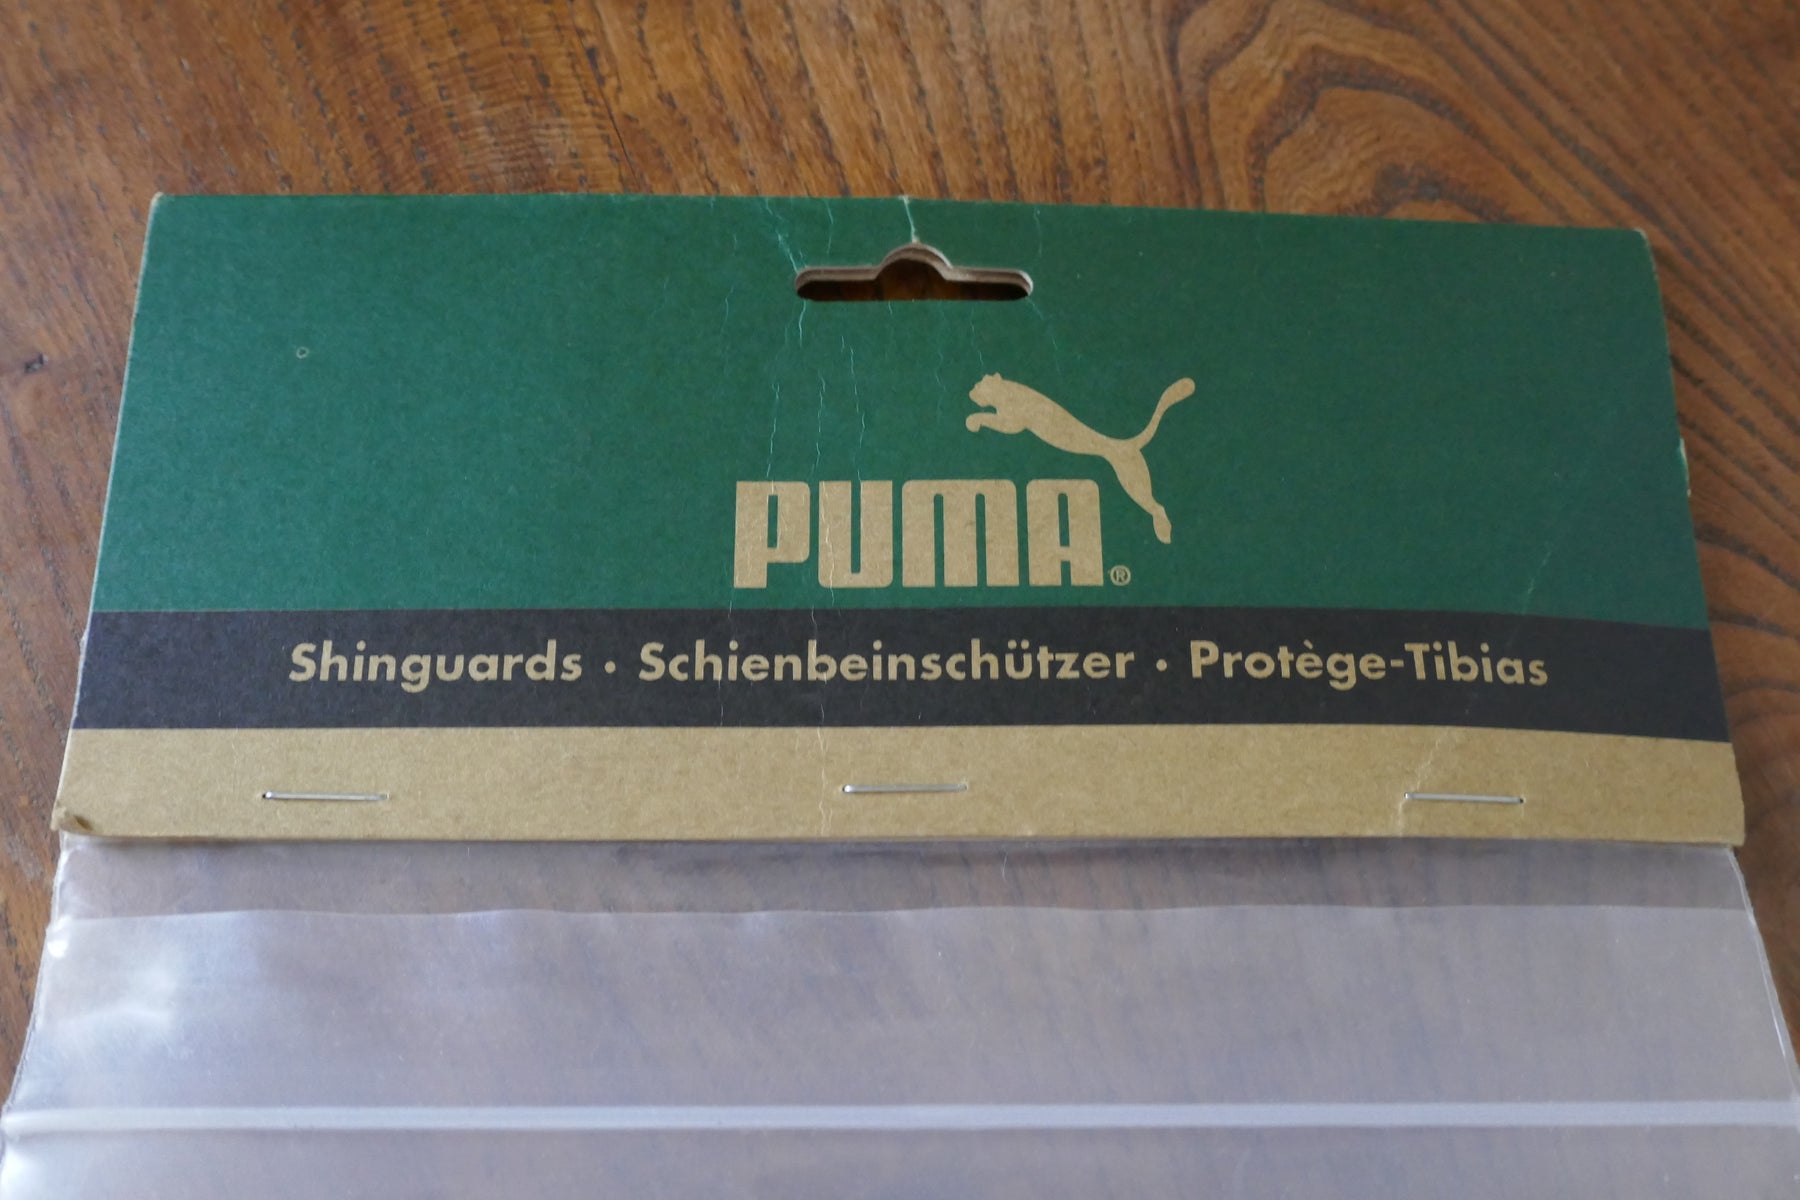 PUMA®
Shinguards · Schienbeinschützer · Protège-Tibias